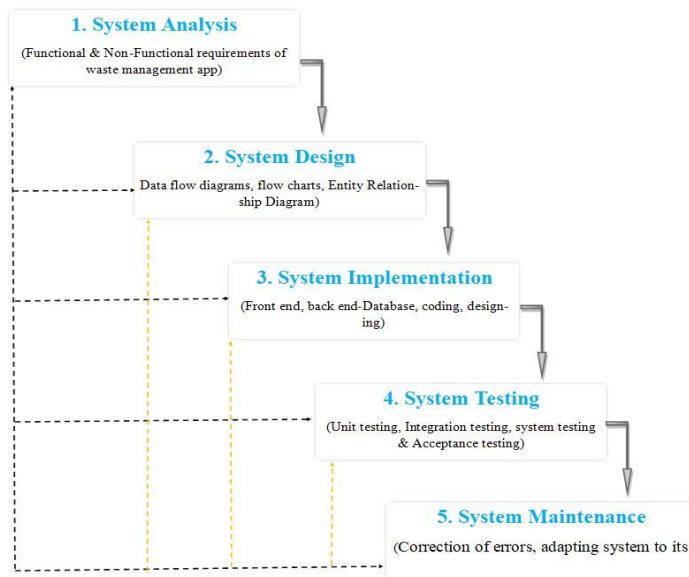 1. System Analysis
(Functional & Non-Functional requirements of
waste management app)
2. System Design
Data flow diagrams, flow charts, Entity Relation-
ship Diagram)
3. System Implementation
(Front end, back end-Database, coding, design-
ing)
4. System Testing
(Unit testing, Integration testing, system testing
& Acceptance testing)
5. System Maintenance
(Correction of errors, adapting system to its